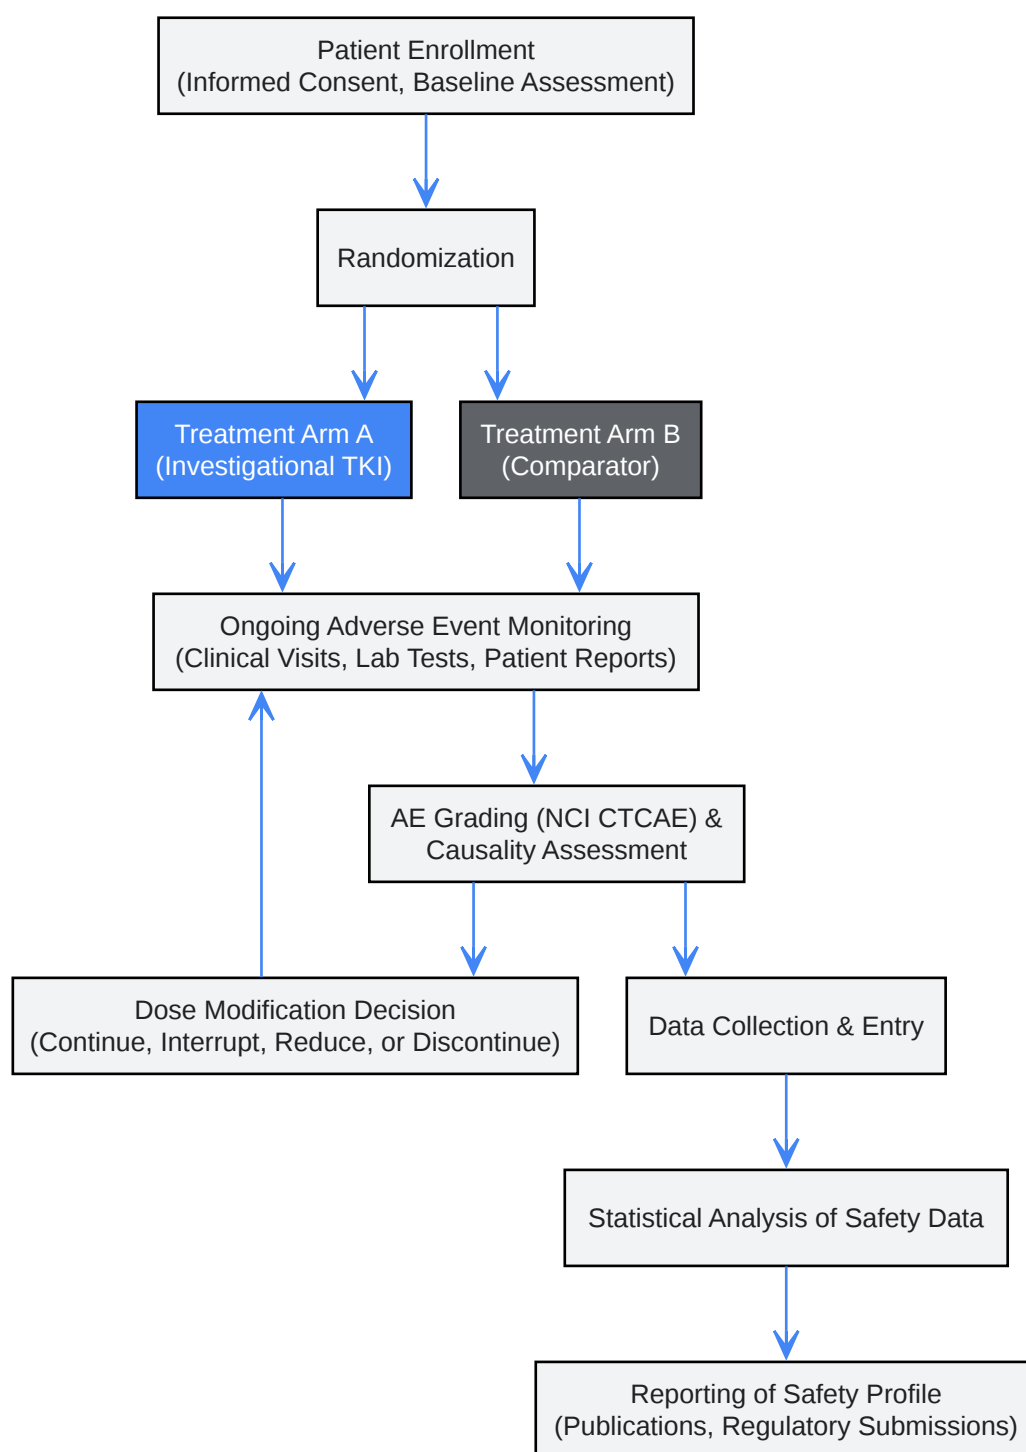 Patient Enrollment
(Informed Consent, Baseline Assessment)
Randomization
Treatment Arm A
(Investigational TKI)
Treatment Arm B
(Comparator)
Ongoing Adverse Event Monitoring
(Clinical Visits, Lab Tests, Patient Reports)
AE Grading (NCI CTCAE) &
Causality Assessment
Dose Modification Decision
(Continue, Interrupt, Reduce, or Discontinue)
Data Collection & Entry
Statistical Analysis of Safety Data
Reporting of Safety Profile
(Publications, Regulatory Submissions)